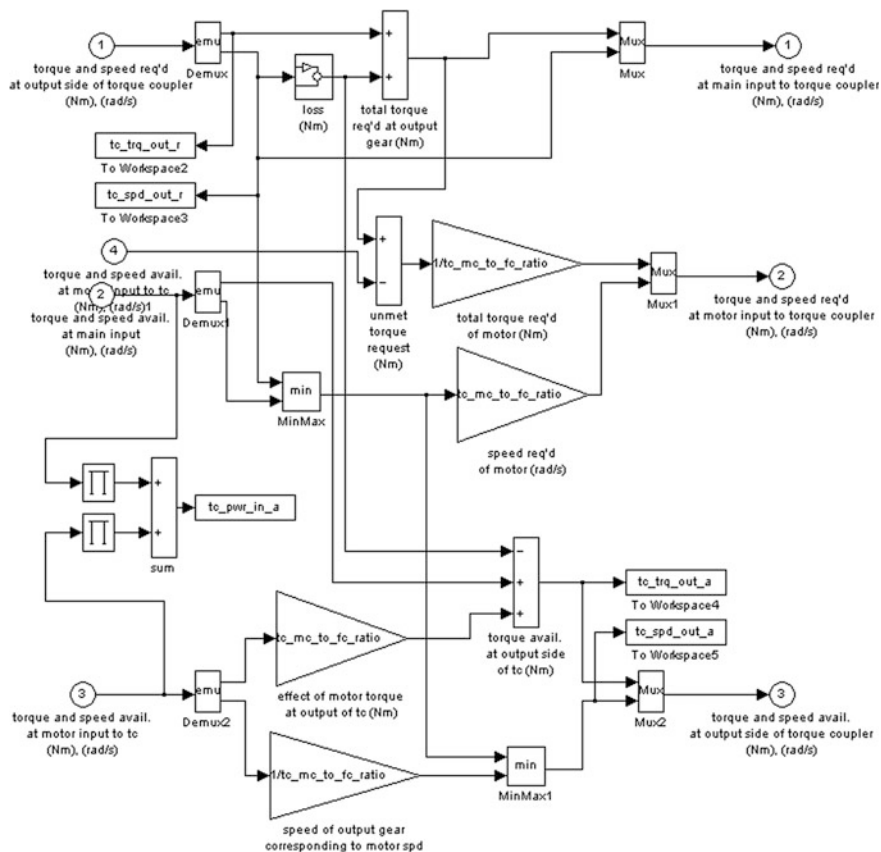 1
torque and speed req'd
at output side of torque coupler
(Nm), (rad/s)
emu
Demux
loss
(Nm)
+
+
total torque
req'd at output
gear (Nm)
Mux
Mux
1
torque and speed req'd
at main input to torque coupler
(Nm), (rad/s)
tc_trq_out_r
To Workspace2
tc_spd_out_r
To Workspace3
4
torque and speed avail.
at motor input to tc
(Nm), (rad/s)1
2
torque and speed avail.
at main input
(Nm), (rad/s)
emu
Demux1
+
−
unmet
torque
request
(Nm)
1/tc_mc_to_fc_ratio
total torque req'd
of motor (Nm)
Mux
Mux1
2
torque and speed req'd
at motor input to torque coupler
(Nm), (rad/s)
min
MinMax
tc_mc_to_fc_ratio
speed req'd
of motor (rad/s)
+
+
sum
tc_pwr_in_a
−
+
+
torque avail.
at output side
of tc (Nm)
tc_trq_out_a
To Workspace4
tc_spd_out_a
To Workspace5
tc_mc_to_fc_ratio
effect of motor torque
at output of tc (Nm)
3
torque and speed avail.
at motor input to tc
(Nm), (rad/s)
emu
Demux2
Mux
Mux2
3
torque and speed avail.
at output side of torque coupler
(Nm), (rad/s)
1/tc_mc_to_fc_ratio
speed of output gear
corresponding to motor spd
min
MinMax1